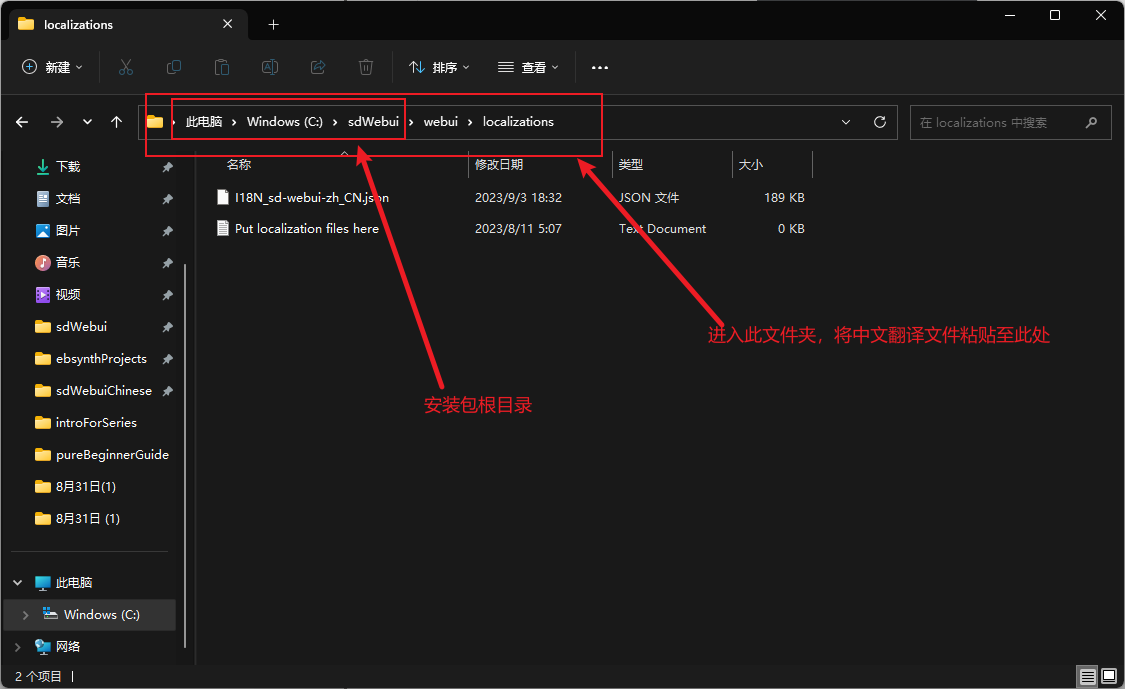 localizations
新建
排序
查看
此电脑 Windows (C:) sdWebui webui localizations
在 localizations 中搜索
名称 修改日期 类型 大小
I18N_sd-webui-zh_CN.json 2023/9/3 18:32 JSON 文件 189 KB
Put localization files here 2023/8/11 5:07 Text Document 0 KB
下载
文档
图片
音乐
视频
sdWebui
ebsynthProjects
sdWebuiChinese
introForSeries
pureBeginnerGuide
8月31日(1)
8月31日 (1)
此电脑
Windows (C:)
网络
进入此文件夹，将中文翻译文件粘贴至此处
安装包根目录
2 个项目